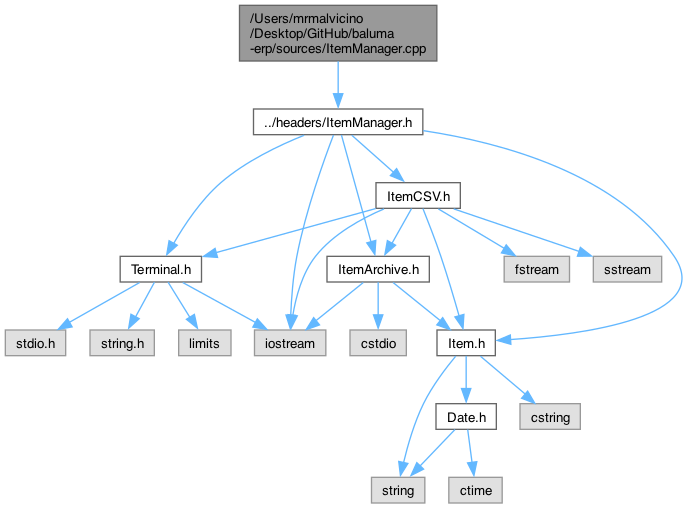 /Users/mrmalvicino
/Desktop/GitHub/baluma
-erp/sources/ItemManager.cpp
../headers/ItemManager.h
ItemCSV.h
Terminal.h
ItemArchive.h
fstream
sstream
stdio.h
string.h
limits
iostream
cstdio
Item.h
Date.h
cstring
string
ctime